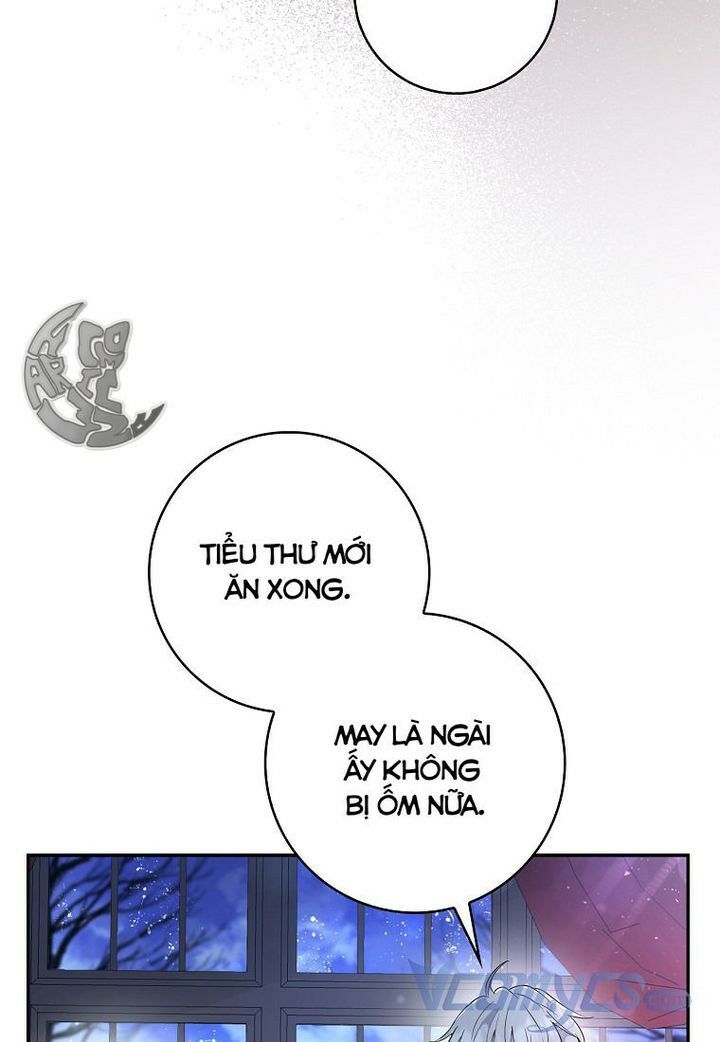 TIỂU THƯ MỚI
ĂN XONG.
MAY LÀ NGÀI
ẤY KHÔNG
BỊ ỐM NỮA.